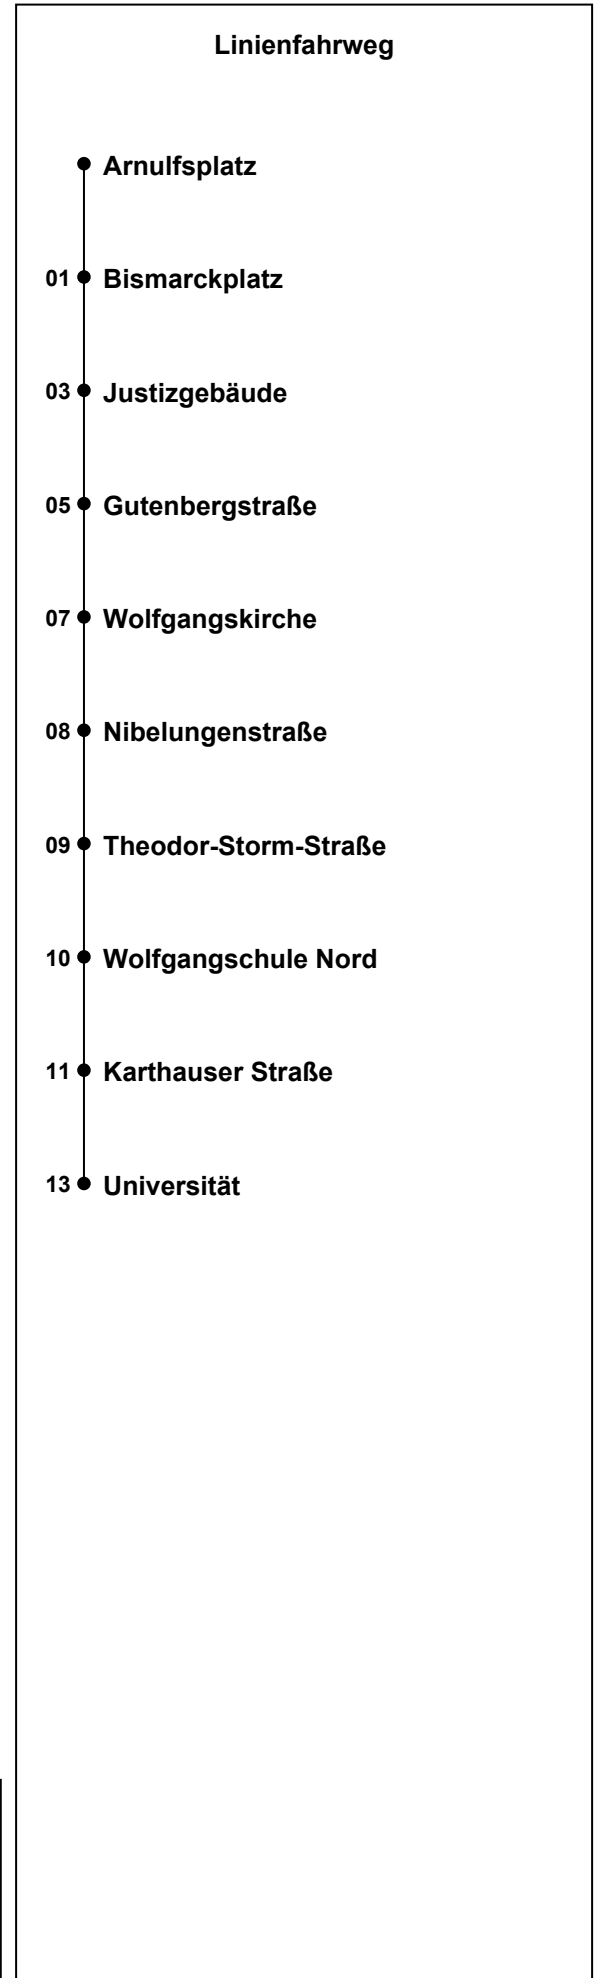 Linienfahrweg
Arnulfsplatz
01 Bismarckplatz
03 Justizgebäude
05 Gutenbergstraße
07 Wolfgangskirche
08 Nibelungenstraße
09 Theodor-Storm-Straße
10 Wolfgangschule Nord
11 Karthauser Straße
13 Universität